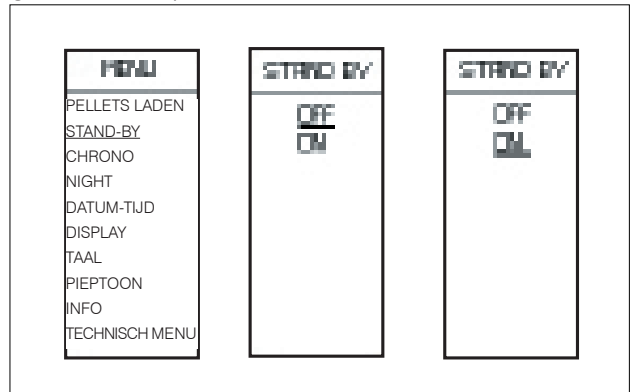 MENU
PELLETS LADEN
STAND-BY
CHRONO
NIGHT
DATUM-TIJD
DISPLAY
TAAL
PIEPTOON
INFO
TECHNISCH MENU
STAND BY
OFF
ON
STAND BY
OFF
ON